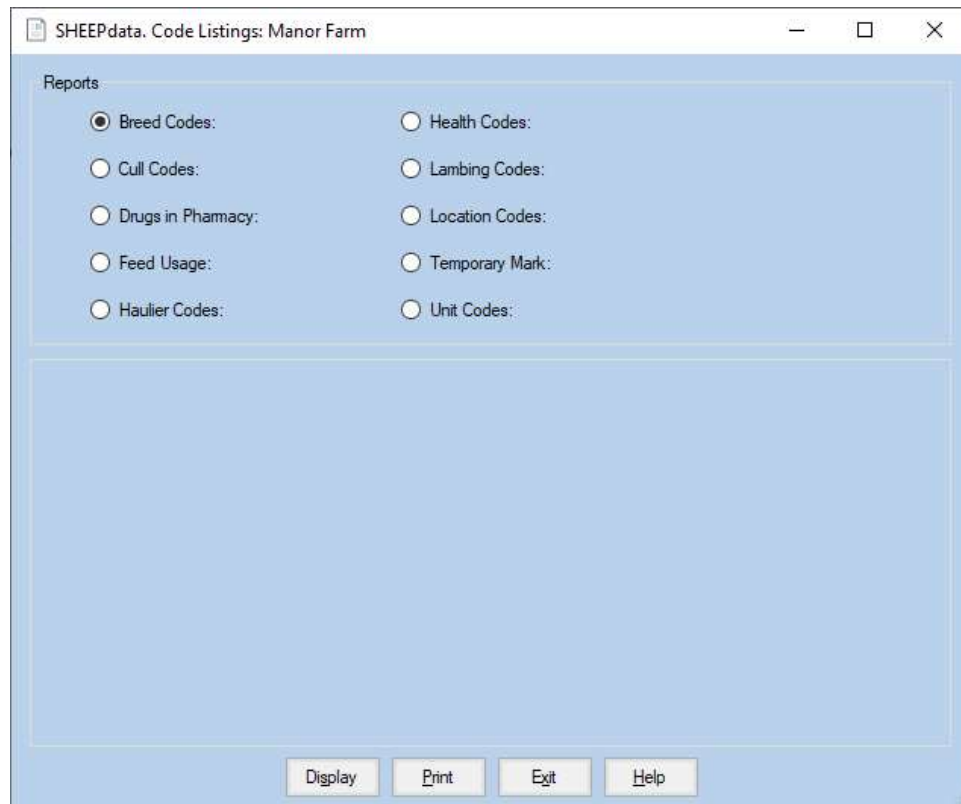 SHEEPdata. Code Listings: Manor Farm
Reports
Breed Codes:
Health Codes:
Cull Codes:
Lambing Codes:
Drugs in Pharmacy:
Location Codes:
Feed Usage:
Temporary Mark:
Haulier Codes:
Unit Codes:
Display
Print
Exit
Help